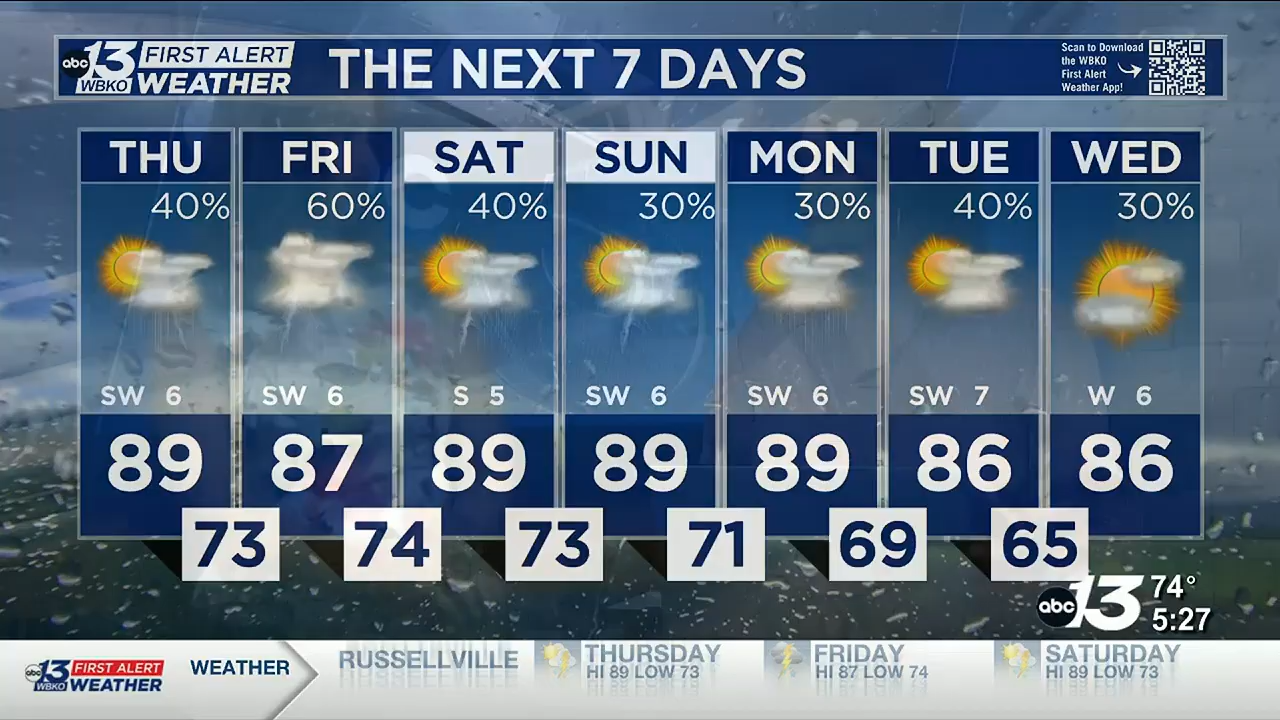 abc 13 WBKO FIRST ALERT WEATHER
THE NEXT 7 DAYS
Scan to Download
the WBKO
First Alert
Weather App!
THU FRI SAT SUN MON TUE WED
40% 60% 40% 30% 30% 40% 30%
SW 6 SW 6 S 5 SW 6 SW 6 SW 7 W 6
89 87 89 89 89 86 86
73 74 73 71 69 65
abc 13 74°
5:27
abc 13 WBKO FIRST ALERT WEATHER
WEATHER
RUSSELLVILLE
THURSDAY
HI 89 LOW 73
FRIDAY
HI 87 LOW 74
SATURDAY
HI 89 LOW 73